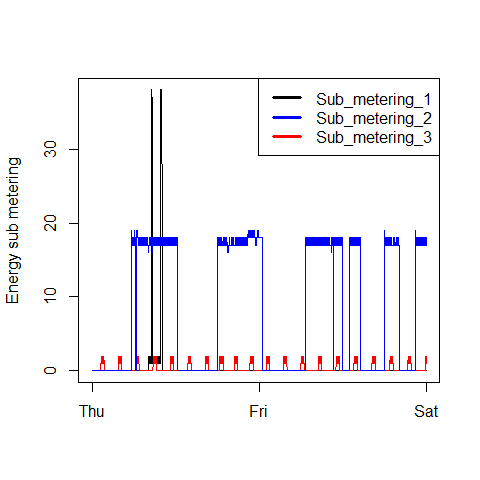 Sub_metering_1
Sub_metering_2
Sub_metering_3
Energy sub metering
30
20
10
0
Thu
Fri
Sat